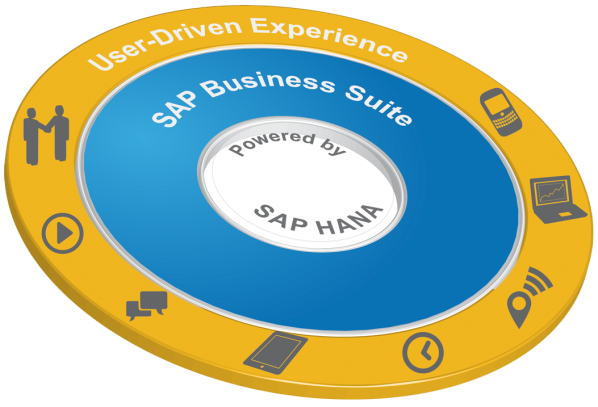 User-Driven Experience
SAP Business Suite
Powered by
SAP HANA